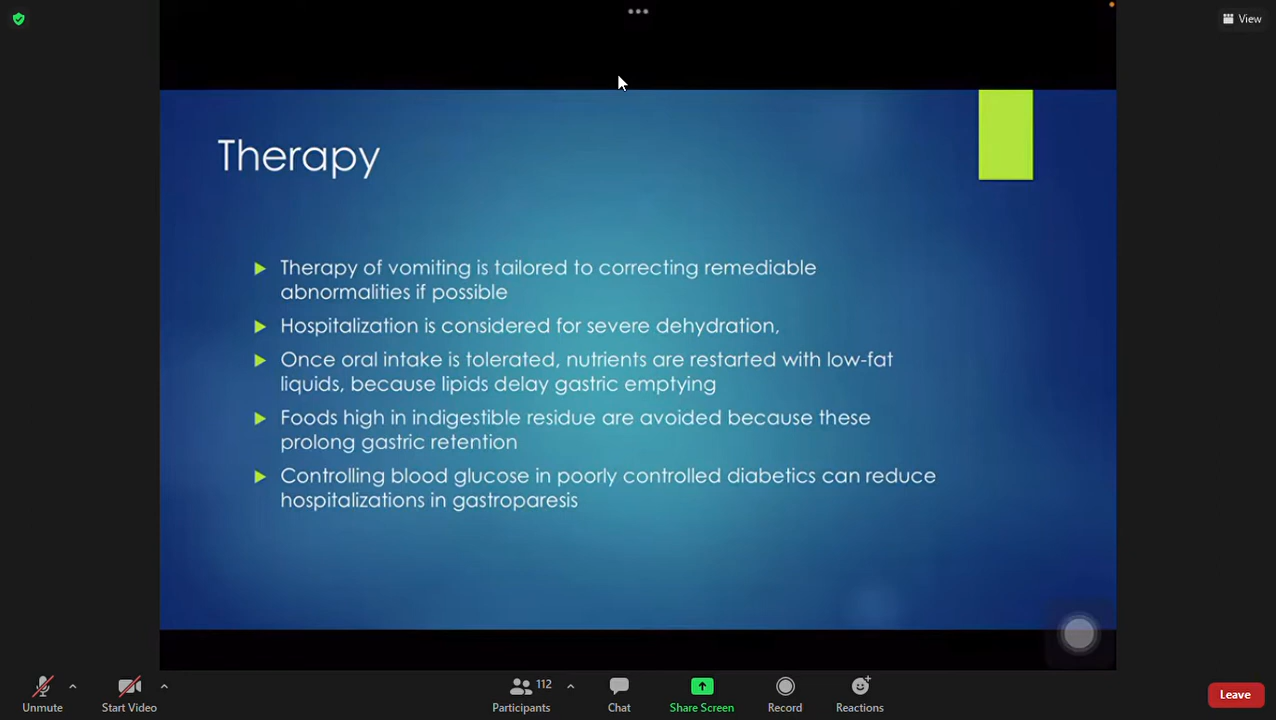 View
Therapy
Therapy of vomiting is tailored to correcting remediable
abnormalities if possible
Hospitalization is considered for severe dehydration,
Once oral intake is tolerated, nutrients are restarted with low-fat
liquids, because lipids delay gastric emptying
Foods high in indigestible residue are avoided because these
prolong gastric retention
Controlling blood glucose in poorly controlled diabetics can reduce
hospitalizations in gastroparesis
Unmute
Start Video
112
Participants
Chat
Share Screen
Record
Reactions
Leave